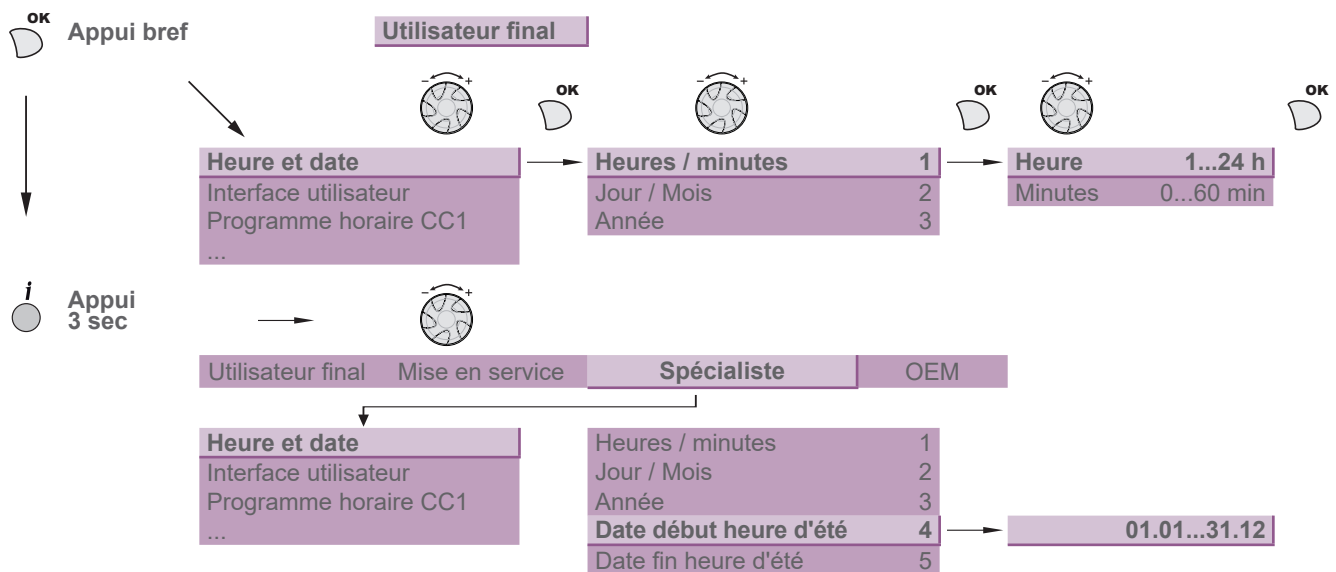 OK
Appui bref
Utilisateur final
- +
OK
- +
OK
- +
OK
Heure et date
Interface utilisateur
Programme horaire CC1
...
Heures / minutes 1
Jour / Mois 2
Année 3
Heure 1...24 h
Minutes 0...60 min
i
Appui
3 sec
- +
Utilisateur final Mise en service Spécialiste OEM
Heure et date
Interface utilisateur
Programme horaire CC1
...
Heures / minutes 1
Jour / Mois 2
Année 3
Date début heure d'été 4
Date fin heure d'été 5
01.01...31.12